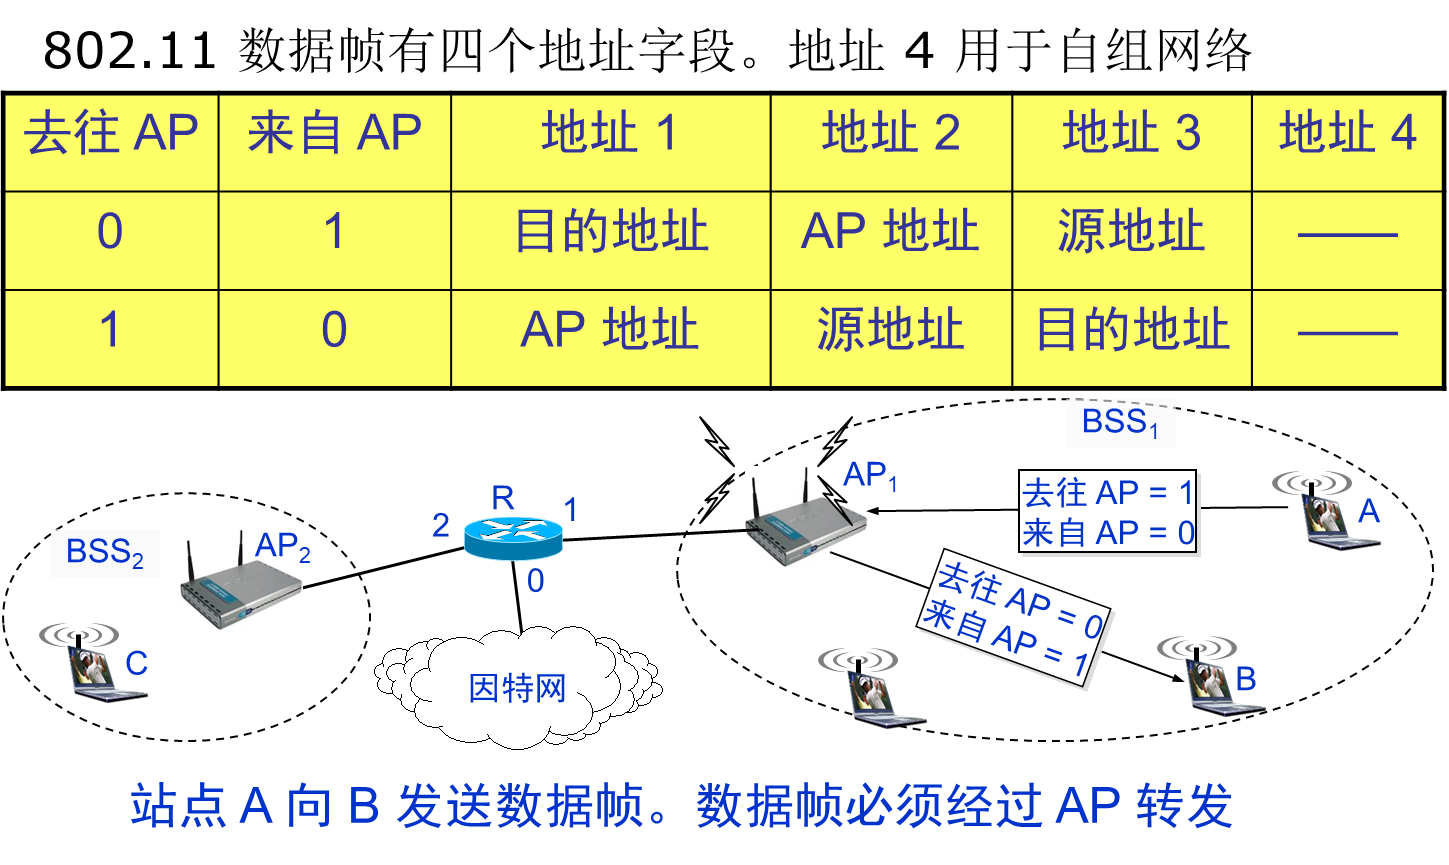 802.11 数据帧有四个地址字段。地址 4 用于自组网络
去往 AP 来自 AP 地址 1 地址 2 地址 3 地址 4
0 1 目的地址 AP 地址 源地址 ——
1 0 AP 地址 源地址 目的地址 ——
BSS1
AP1
去往 AP = 1
来自 AP = 0
A
R
2
1
0
BSS2
AP2
去往 AP = 0
来自 AP = 1
C
因特网
B
站点 A 向 B 发送数据帧。数据帧必须经过 AP 转发